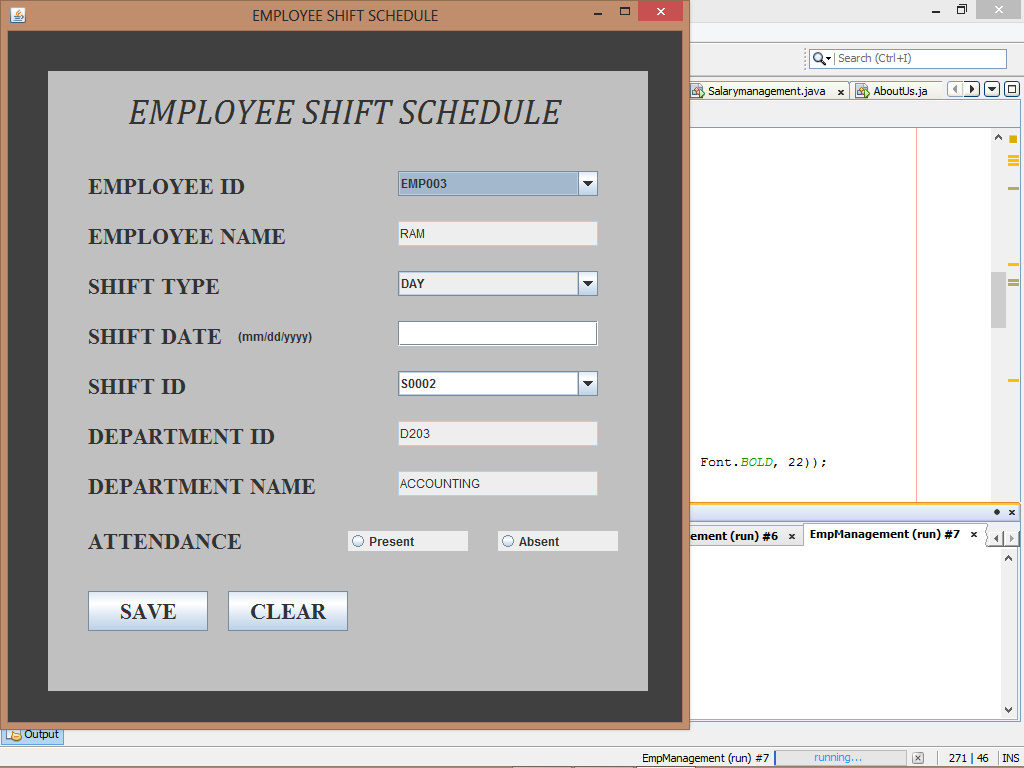 EMPLOYEE SHIFT SCHEDULE
Search (Ctrl+I)
Salarymanagement.java
AboutUs.ja
EMPLOYEE SHIFT SCHEDULE
EMPLOYEE ID EMP003
EMPLOYEE NAME RAM
SHIFT TYPE DAY
SHIFT DATE (mm/dd/yyyy)
SHIFT ID S0002
DEPARTMENT ID D203
DEPARTMENT NAME ACCOUNTING
ATTENDANCE Present Absent
SAVE CLEAR
Font.BOLD, 22));
ement (run) #6
EmpManagement (run) #7
Output
EmpManagement (run) #7 running... 271 | 46 INS